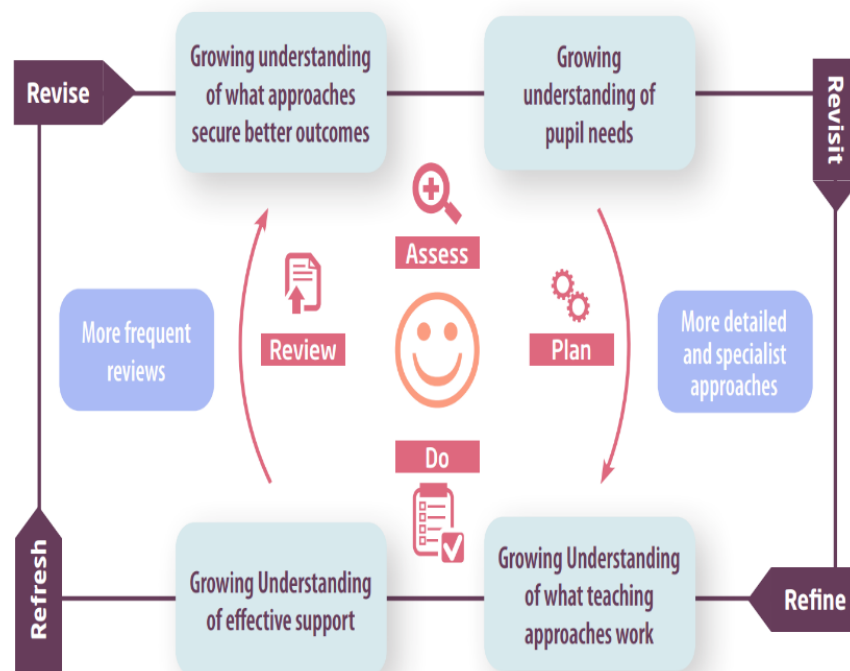 Revise
Growing understanding
of what approaches
secure better outcomes
Growing
understanding of
pupil needs
Revisit
Assess
More frequent
reviews
Review
Plan
More detailed
and specialist
approaches
Do
Refresh
Growing Understanding
of effective support
Growing Understanding
of what teaching
approaches work
Refine